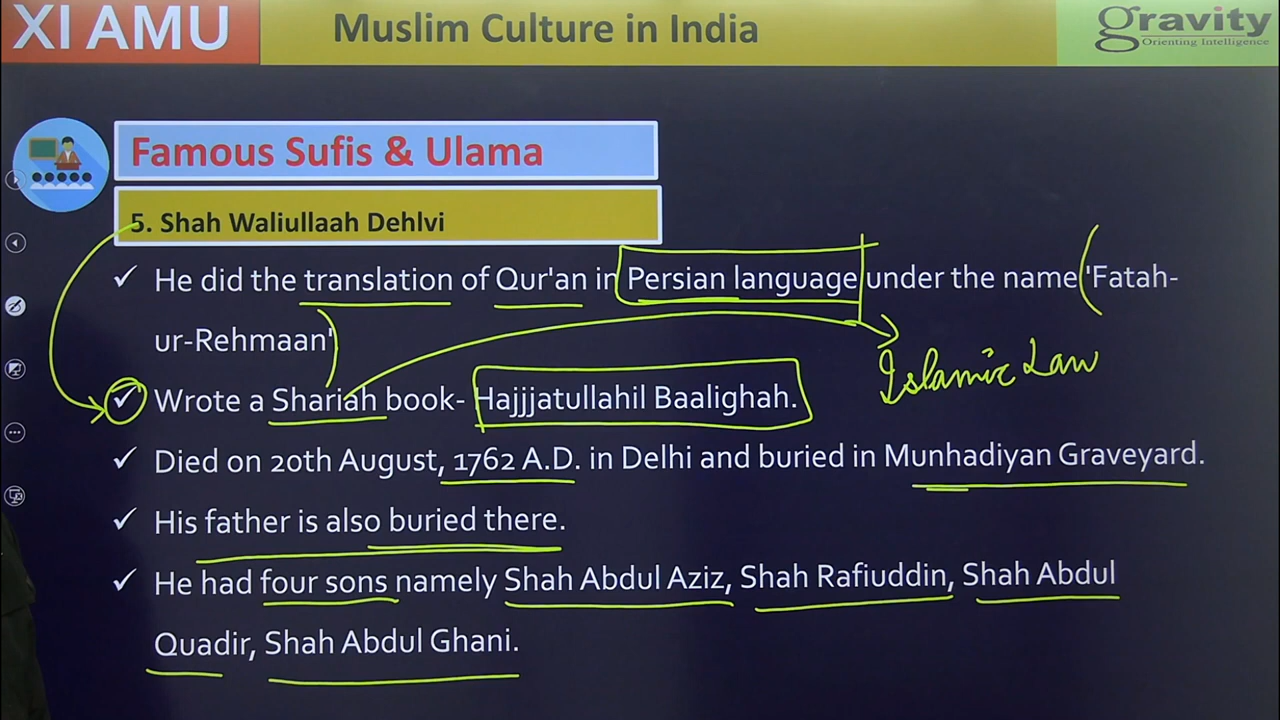 XI AMU
Muslim Culture in India
gravity
Orienting Intelligence
Famous Sufis & Ulama
5. Shah Waliullaah Dehlvi
✓ He did the translation of Qur'an in Persian language under the name 'Fatah-
ur-Rehmaan'
Islamic Law
✓ Wrote a Shariah book- Hajjjatullahil Baalighah.
✓ Died on 20th August, 1762 A.D. in Delhi and buried in Munhadiyan Graveyard.
✓ His father is also buried there.
✓ He had four sons namely Shah Abdul Aziz, Shah Rafiuddin, Shah Abdul
Quadir, Shah Abdul Ghani.